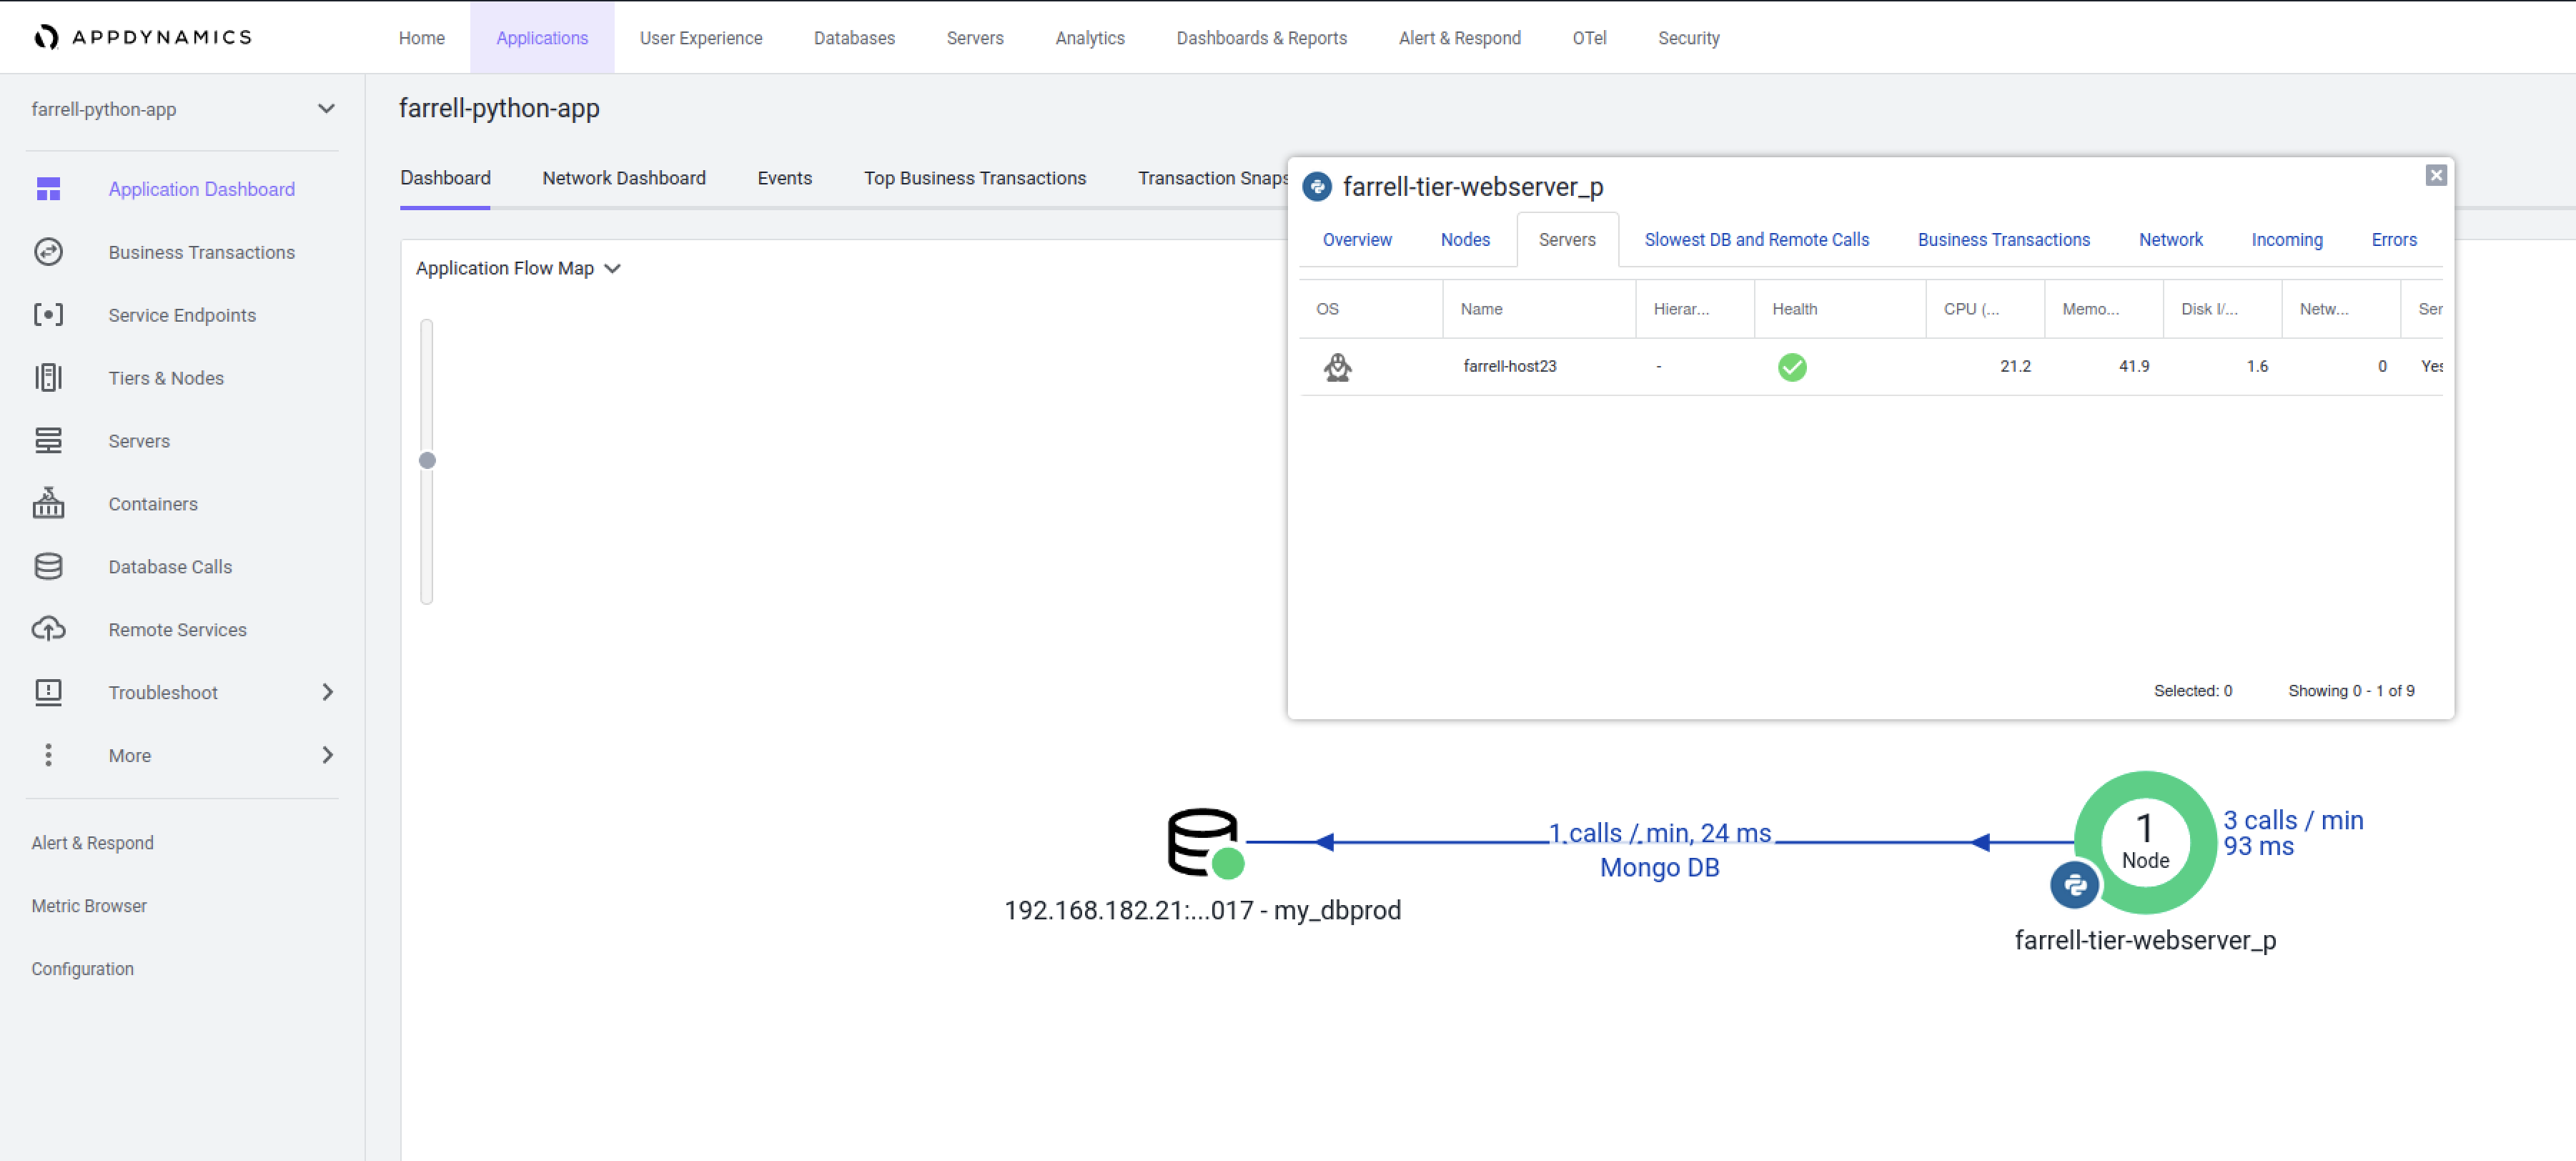 APPDYNAMICS
Home Applications User Experience Databases Servers Analytics Dashboards & Reports Alert & Respond OTel Security
farrell-python-app
Application Dashboard
Business Transactions
Service Endpoints
Tiers & Nodes
Servers
Containers
Database Calls
Remote Services
Troubleshoot
More
Alert & Respond
Metric Browser
Configuration
farrell-python-app
Dashboard Network Dashboard Events Top Business Transactions Transaction Snaps
Application Flow Map
farrell-tier-webserver_p
Overview Nodes Servers Slowest DB and Remote Calls Business Transactions Network Incoming Errors
OS Name Hierar... Health CPU (... Memo... Disk I/... Netw... Ser
farrell-host23 - 21.2 41.9 1.6 0 Yes
Selected: 0 Showing 0 - 1 of 9
1 calls / min, 24 ms
Mongo DB
192.168.182.21:...017 - my_dbprod
1
Node
3 calls / min
93 ms
farrell-tier-webserver_p